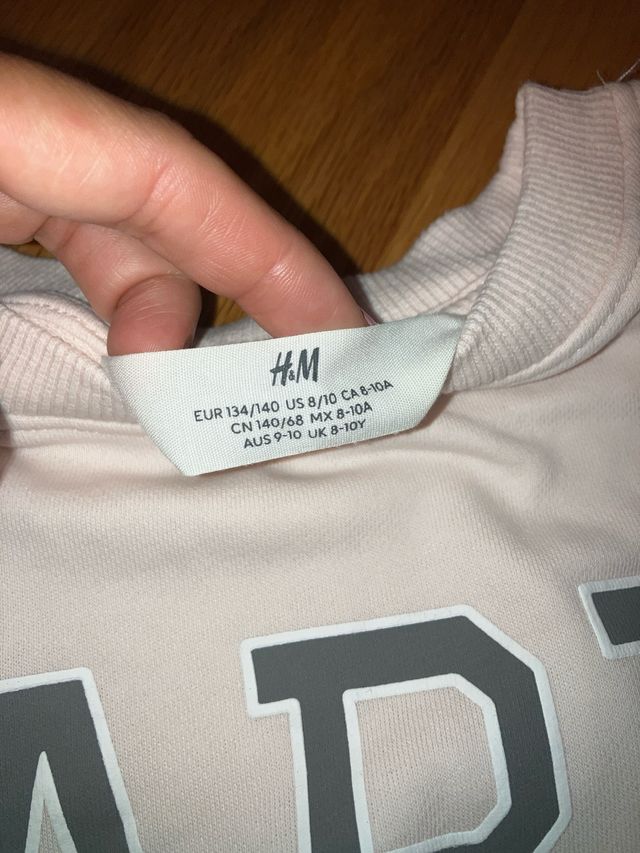 H&M
EUR 134/140 US 8/10 CA 8-10A
CN 140/68 MX 8-10A
AUS 9-10 UK 8-10Y